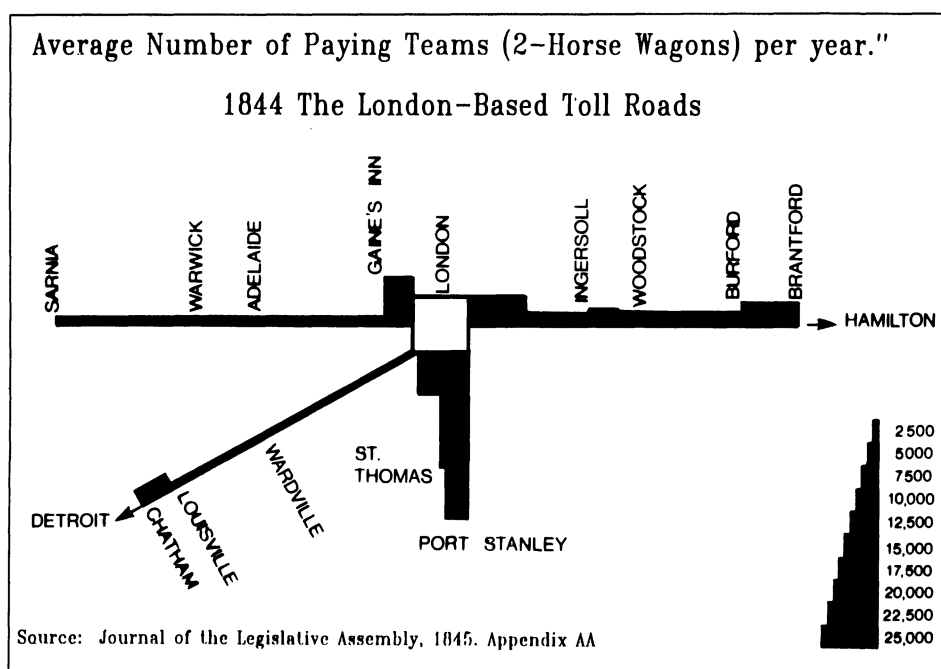 Average Number of Paying Teams (2-Horse Wagons) per year."
1844 The London-Based Toll Roads
SARNIA
WARWICK
ADELAIDE
GAINE'S INN
LONDON
INGERSOLL
WOODSTOCK
BURFORD
BRANTFORD
HAMILTON
DETROIT
CHATHAM
LOUISVILLE
WARDVILLE
ST.
THOMAS
PORT STANLEY
2500
5000
7500
10,000
12,500
15,000
17,500
20,000
22,500
25,000
Source: Journal of the Legislative Assembly, 1845. Appendix AA